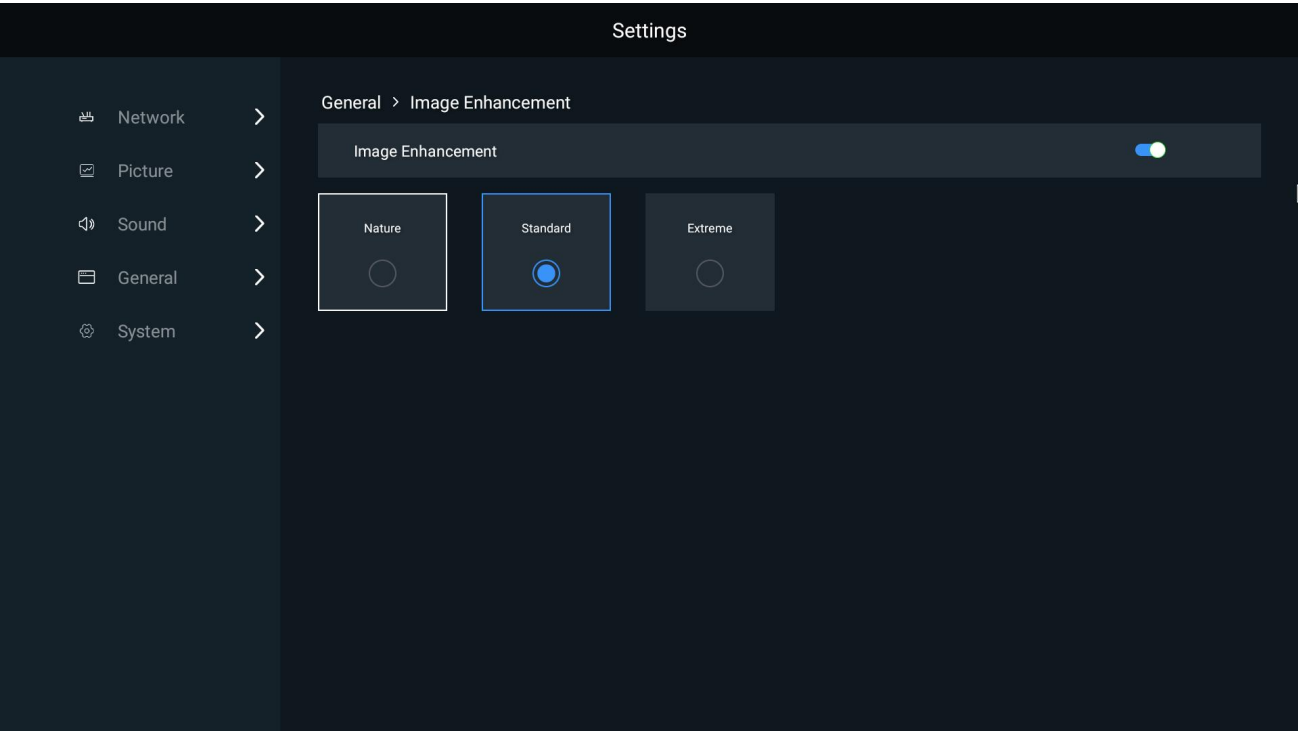 Settings
Network
Picture
Sound
General
System
General > Image Enhancement
Image Enhancement
Nature
Standard
Extreme